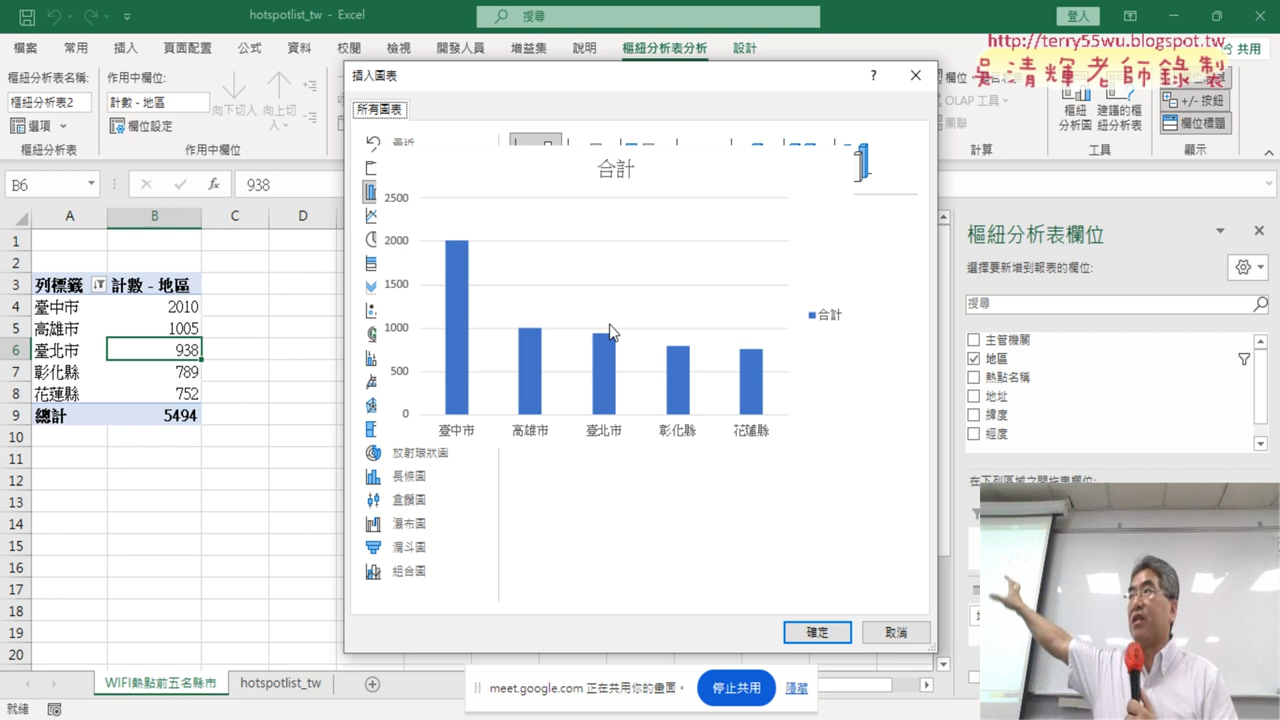 hotspotlist_tw - Excel
搜尋
登入
檔案 常用 插入 頁面配置 公式 資料 校閱 檢視 開發人員 增益集 說明 樞紐分析表分析 設計
共用
http://terry55wu.blogspot.tw
吳清輝老師錄製
樞紐分析表名稱:
樞紐分析表2
選項
樞紐分析表
作用中欄位:
計數 - 地區
欄位設定
向下切入
向上切入
作用中欄位
OLAP 工具
關聯
計算
樞紐分析圖
建議的樞紐分析表
工具
+/- 按鈕
欄位標題
顯示
B6
fx
938
A B C D
1
2
3 列標籤 計數 - 地區
4 臺中市 2010
5 高雄市 1005
6 臺北市 938
7 彰化縣 789
8 花蓮縣 752
9 總計 5494
10
11
12
13
14
15
16
17
18
19
20
插入圖表
?
所有圖表
最近
合計
2500
2000
1500
1000
500
0
臺中市 高雄市 臺北市 彰化縣 花蓮縣
合計
放射環狀圖
長條圖
盒鬚圖
瀑布圖
漏斗圖
組合圖
確定
取消
樞紐分析表欄位
選擇要新增到報表的欄位:
搜尋
主管機關
地區
熱點名稱
地址
緯度
經度
在下列區域之間拖曳欄位:
WIFI熱點前五名縣市
hotspotlist_tw
meet.google.com 正在共用你的畫面。
停止共用
隱藏
就緒